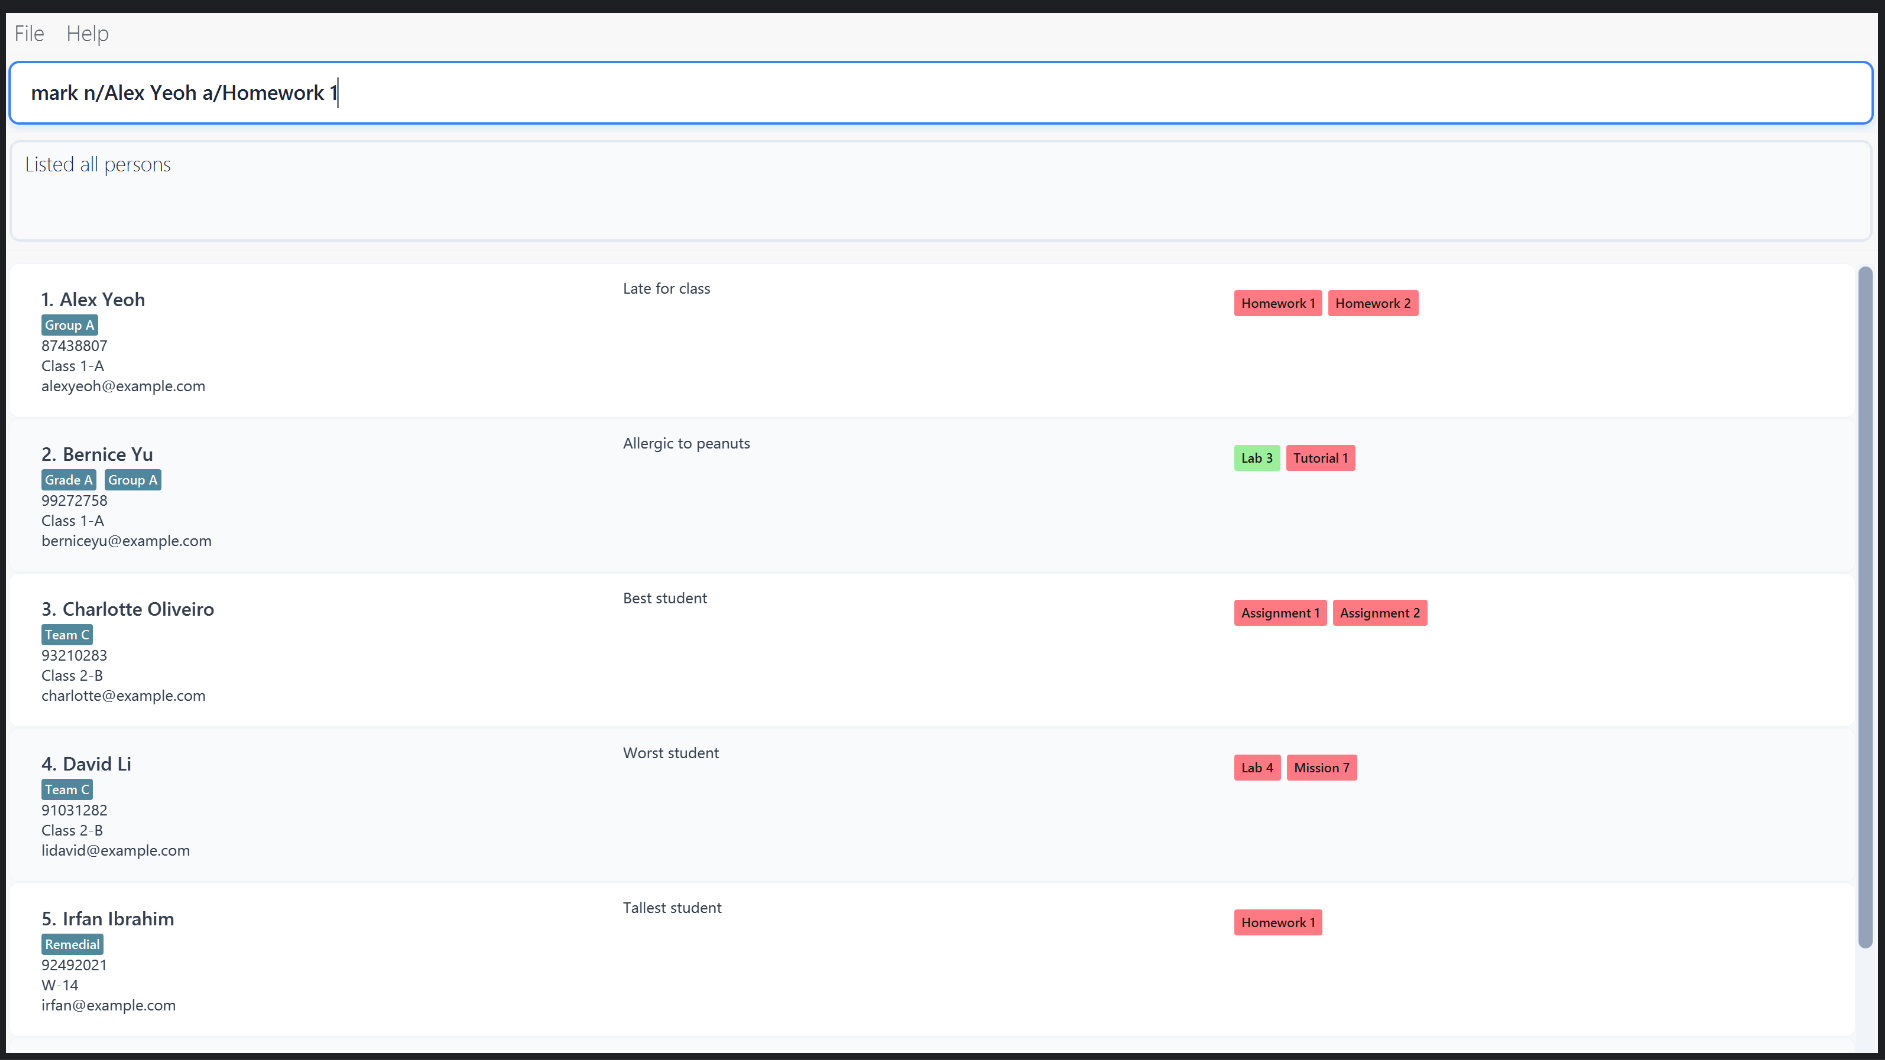 File Help
mark n/Alex Yeoh a/Homework 1
Listed all persons
1. Alex Yeoh
Group A
87438807
Class 1-A
alexyeoh@example.com
Late for class
Homework 1 Homework 2
2. Bernice Yu
Grade A Group A
99272758
Class 1-A
berniceyu@example.com
Allergic to peanuts
Lab 3 Tutorial 1
3. Charlotte Oliveiro
Team C
93210283
Class 2-B
charlotte@example.com
Best student
Assignment 1 Assignment 2
4. David Li
Team C
91031282
Class 2-B
lidavid@example.com
Worst student
Lab 4 Mission 7
5. Irfan Ibrahim
Remedial
92492021
W-14
irfan@example.com
Tallest student
Homework 1